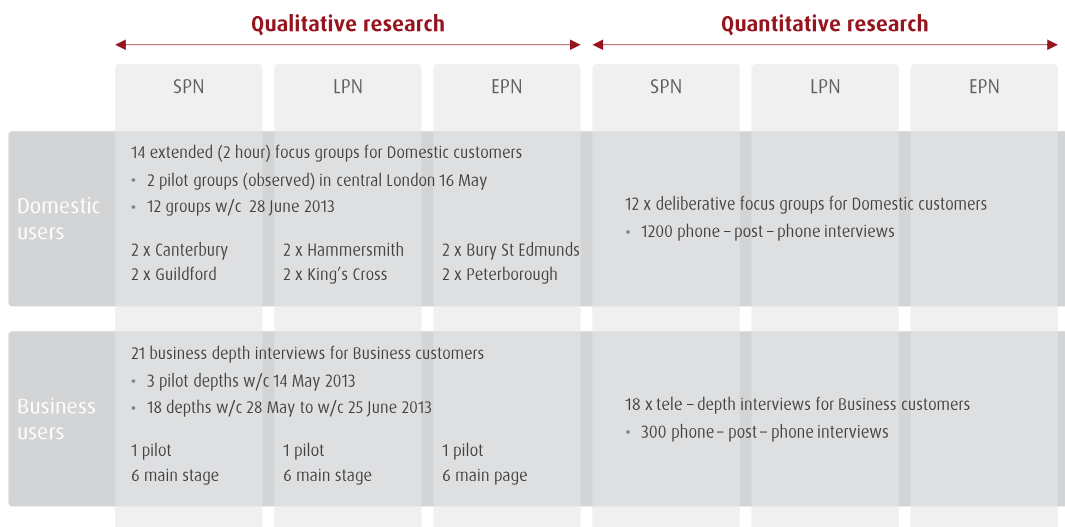 Qualitative research
Quantitative research
SPN
LPN
EPN
SPN
LPN
EPN
Domestic
users
14 extended (2 hour) focus groups for Domestic customers
• 2 pilot groups (observed) in central London 16 May
• 12 groups w/c 28 June 2013
2 x Canterbury
2 x Guildford
2 x Hammersmith
2 x King's Cross
2 x Bury St Edmunds
2 x Peterborough
12 x deliberative focus groups for Domestic customers
• 1200 phone – post – phone interviews
Business
users
21 business depth interviews for Business customers
• 3 pilot depths w/c 14 May 2013
• 18 depths w/c 28 May to w/c 25 June 2013
1 pilot
6 main stage
1 pilot
6 main stage
1 pilot
6 main page
18 x tele – depth interviews for Business customers
• 300 phone – post – phone interviews